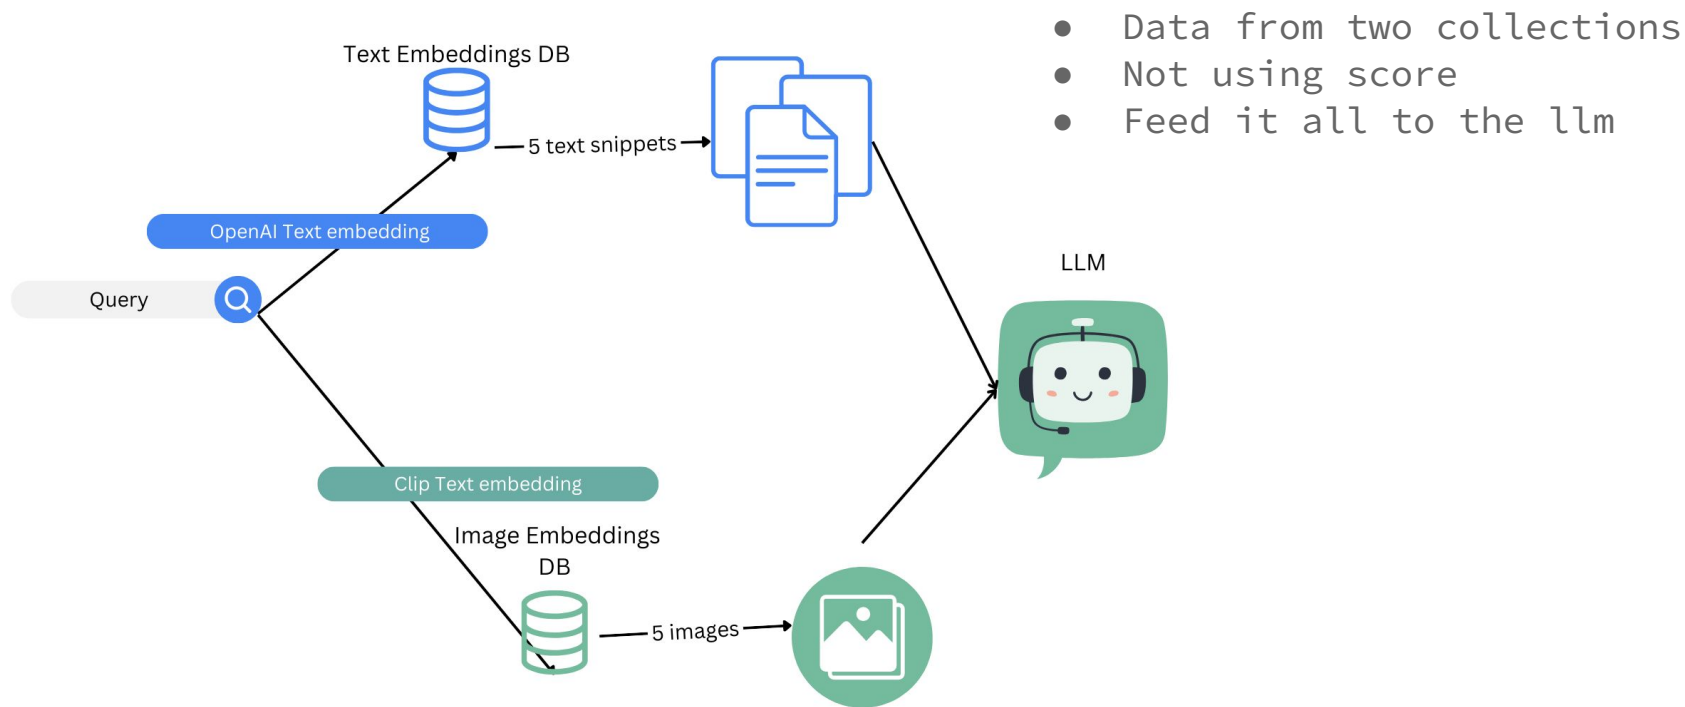 Data from two collections
Not using score
Feed it all to the llm
Text Embeddings DB
5 text snippets
OpenAI Text embedding
Query
LLM
Clip Text embedding
Image Embeddings
DB
5 images